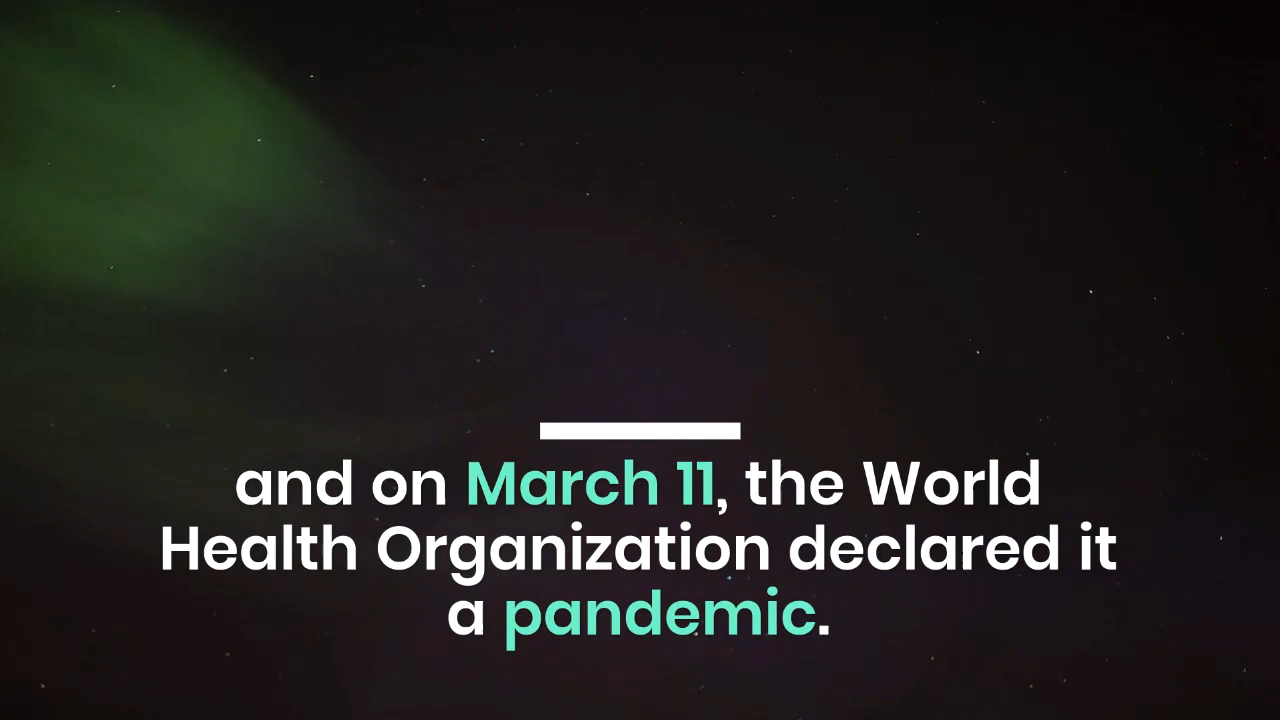 and on March 11, the World
Health Organization declared it
a pandemic.